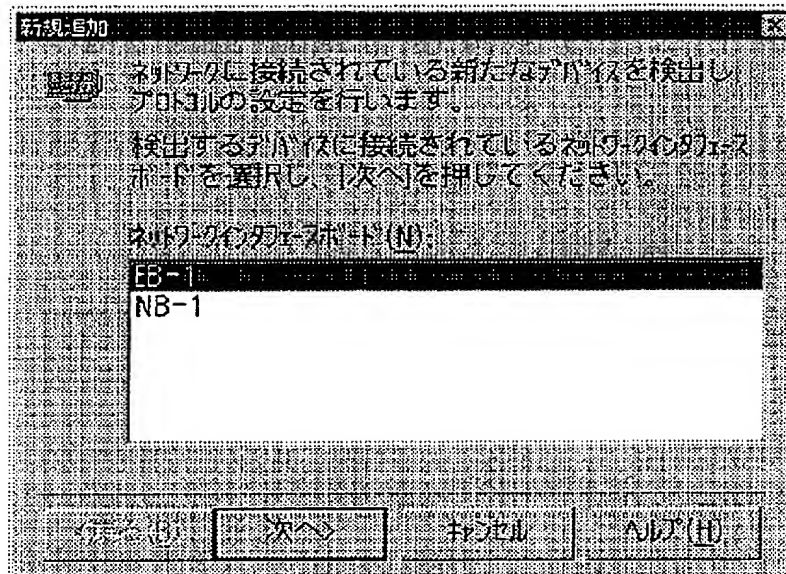 新規追加
ﾈｯﾄﾜｰｸに接続されている新たなﾃﾞﾊﾞｲｽを検出し
ﾌﾟﾛﾄｺﾙの設定を行います。
検出するﾃﾞﾊﾞｲｽに接続されているﾈｯﾄﾜｰｸｲﾝﾀﾌｪｰｽ
ﾎﾞｰﾄﾞを選択し、[次へ]を押してください。
ﾈｯﾄﾜｰｸｲﾝﾀﾌｪｰｽﾎﾞｰﾄﾞ(N):
EB-1
NB-1
次へ>
ｷｬﾝｾﾙ
ﾍﾙﾌﾟ(H)